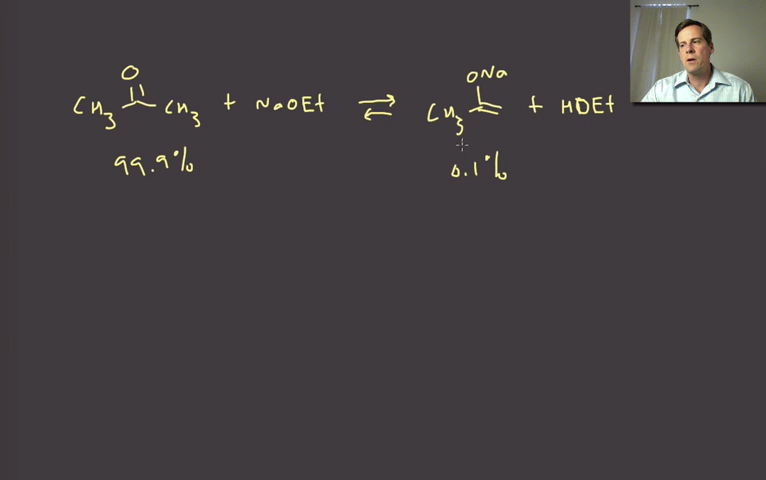 O ONa
CH3 CH3 + NaOEt ⇌ CH3 + HOEt
99.9% 0.1%